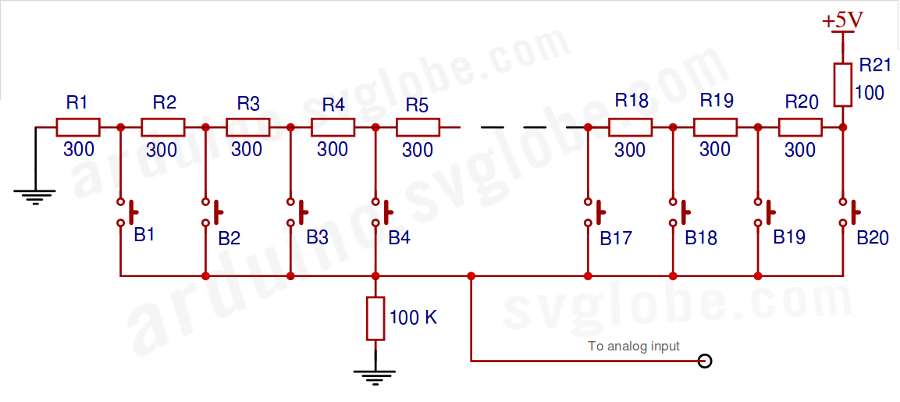 +5V
R21
100
R1 R2 R3 R4 R5 R18 R19 R20
300 300 300 300 300 300 300 300
B1 B2 B3 B4 B17 B18 B19 B20
100 K
To analog input
arduino.svglobe.com
arduino.svglobe.com
svglobe.com